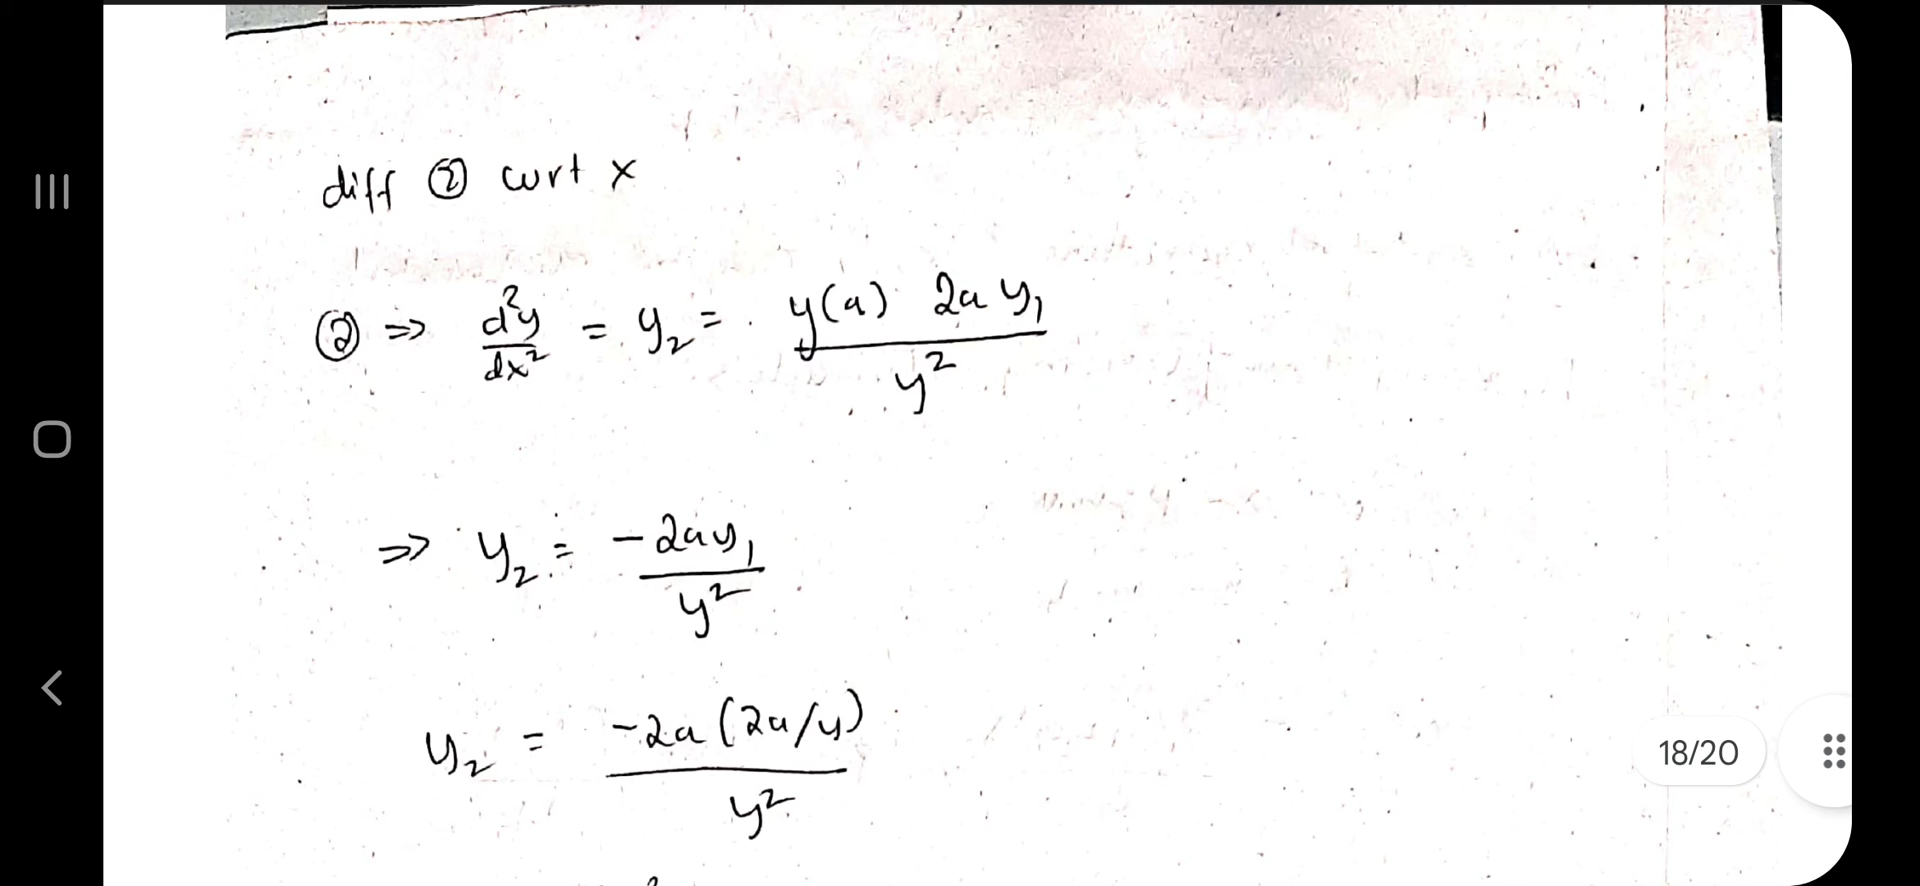 diff ② wrt x
② ⇒ d²y/dx² = y₂ = y(a) 2a y₁ / y²
⇒ y₂ = -2ay₁ / y²
y₂ = -2a (2a/y) / y²
18/20